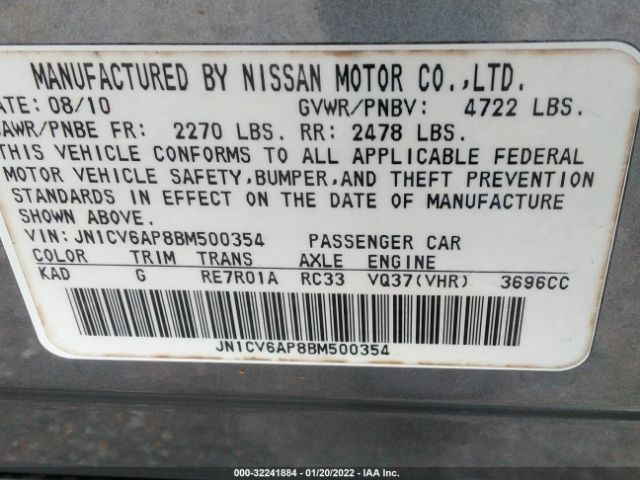 MANUFACTURED BY NISSAN MOTOR CO.,LTD.
ATE: 08/10 GVWR/PNBV: 4722 LBS.
AWR/PNBE FR: 2270 LBS. RR: 2478 LBS.
THIS VEHICLE CONFORMS TO ALL APPLICABLE FEDERAL
MOTOR VEHICLE SAFETY,BUMPER,AND THEFT PREVENTION
STANDARDS IN EFFECT ON THE DATE OF MANUFACTURE
SHOWN ABOVE.
VIN:JN1CV6AP8BM500354 PASSENGER CAR
COLOR TRIM TRANS AXLE ENGINE
KAD G RE7R01A RC33 VQ37(VHR) 3696CC
JN1CV6AP8BM500354
000-32241884 - 01/20/2022 - IAA Inc.